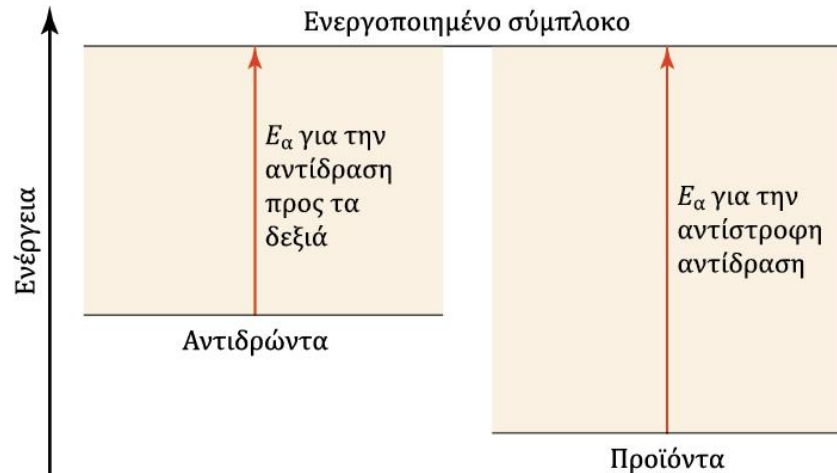 Ενεργοποιημένο σύμπλοκο
Ενέργεια
Eα για την
αντίδραση
προς τα
δεξιά
Αντιδρώντα
Eα για την
αντίστροφη
αντίδραση
Προϊόντα